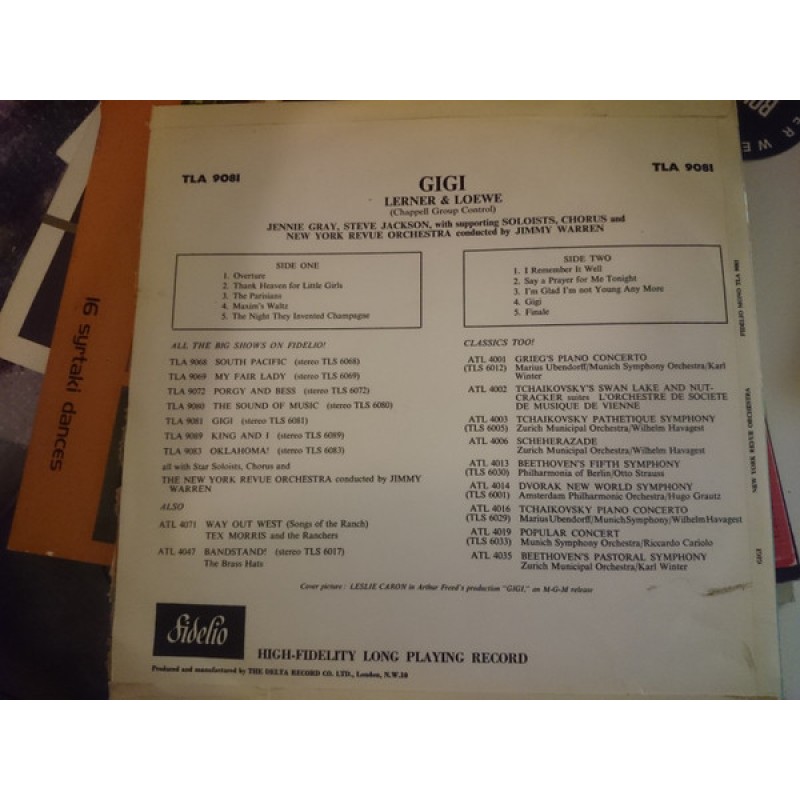 TLA 9081
TLA 9081
GIGI
LERNER & LOEWE
(Chappell Group Control)
JENNIE GRAY, STEVE JACKSON, with supporting SOLOISTS, CHORUS and
NEW YORK REVUE ORCHESTRA conducted by JIMMY WARREN
SIDE ONE
1. Overture
2. Thank Heaven for Little Girls
3. The Parisians
4. Maxim's Waltz
5. The Night They Invented Champagne
SIDE TWO
1. I Remember It Well
2. Say a Prayer for Me Tonight
3. I'm Glad I'm not Young Any More
4. Gigi
5. Finale
ALL THE BIG SHOWS ON FIDELIO!
TLA 9068 SOUTH PACIFIC (stereo TLS 6068)
TLA 9069 MY FAIR LADY (stereo TLS 6069)
TLA 9072 PORGY AND BESS (stereo TLS 6072)
TLA 9080 THE SOUND OF MUSIC (stereo TLS 6080)
TLA 9081 GIGI (stereo TLS 6081)
TLA 9089 KING AND I (stereo TLS 6089)
TLA 9083 OKLAHOMA! (stereo TLS 6083)
all with Star Soloists, Chorus and
THE NEW YORK REVUE ORCHESTRA conducted by JIMMY
WARREN
ALSO
ATL 4071 WAY OUT WEST (Songs of the Ranch)
TEX MORRIS and the Ranchers
ATL 4047 BANDSTAND! (stereo TLS 6017)
The Brass Hats
CLASSICS TOO!
ATL 4001 GRIEG'S PIANO CONCERTO
(TLS 6012) Marius Ubendorff/Munich Symphony Orchestra/Karl
Winter
ATL 4002 TCHAIKOVSKY'S SWAN LAKE AND NUT-
CRACKER suites L'ORCHESTRE DE SOCIETE
DE MUSIQUE DE VIENNE
ATL 4003 TCHAIKOVSKY PATHETIQUE SYMPHONY
(TLS 6005) Zurich Municipal Orchestra/Wilhelm Havagest
ATL 4006 SCHEHERAZADE
Zurich Municipal Orchestra/Wilhelm Havagest
ATL 4013 BEETHOVEN'S FIFTH SYMPHONY
(TLS 6030) Philharmonia of Berlin/Otto Strauss
ATL 4014 DVORAK NEW WORLD SYMPHONY
(TLS 6001) Amsterdam Philharmonic Orchestra/Hugo Grautz
ATL 4016 TCHAIKOVSKY PIANO CONCERTO
(TLS 6029) Marius Ubendorff/Munich Symphony/Wilhelm Havagest
ATL 4019 POPULAR CONCERT
(TLS 6033) Munich Symphony Orchestra/Riccardo Cariolo
ATL 4035 BEETHOVEN'S PASTORAL SYMPHONY
Zurich Municipal Orchestra/Karl Winter
Cover picture : LESLIE CARON in Arthur Freed's production "GIGI," an M-G-M release
Fidelio
HIGH-FIDELITY LONG PLAYING RECORD
Produced and manufactured by THE DELTA RECORD CO. LTD., London, N.W.10
FIDELIO MONO TLA 9081
NEW YORK REVUE ORCHESTRA
GIGI
16 syrtaki dances